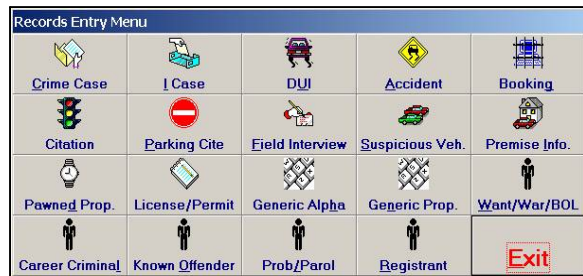 Records Entry Menu
Crime Case
I Case
DUI
Accident
Booking
Citation
Parking Cite
Field Interview
Suspicious Veh.
Premise Info.
Pawned Prop.
License/Permit
Generic Alpha
Generic Prop.
Want/War/BOL
Career Criminal
Known Offender
Prob/Parol
Registrant
Exit